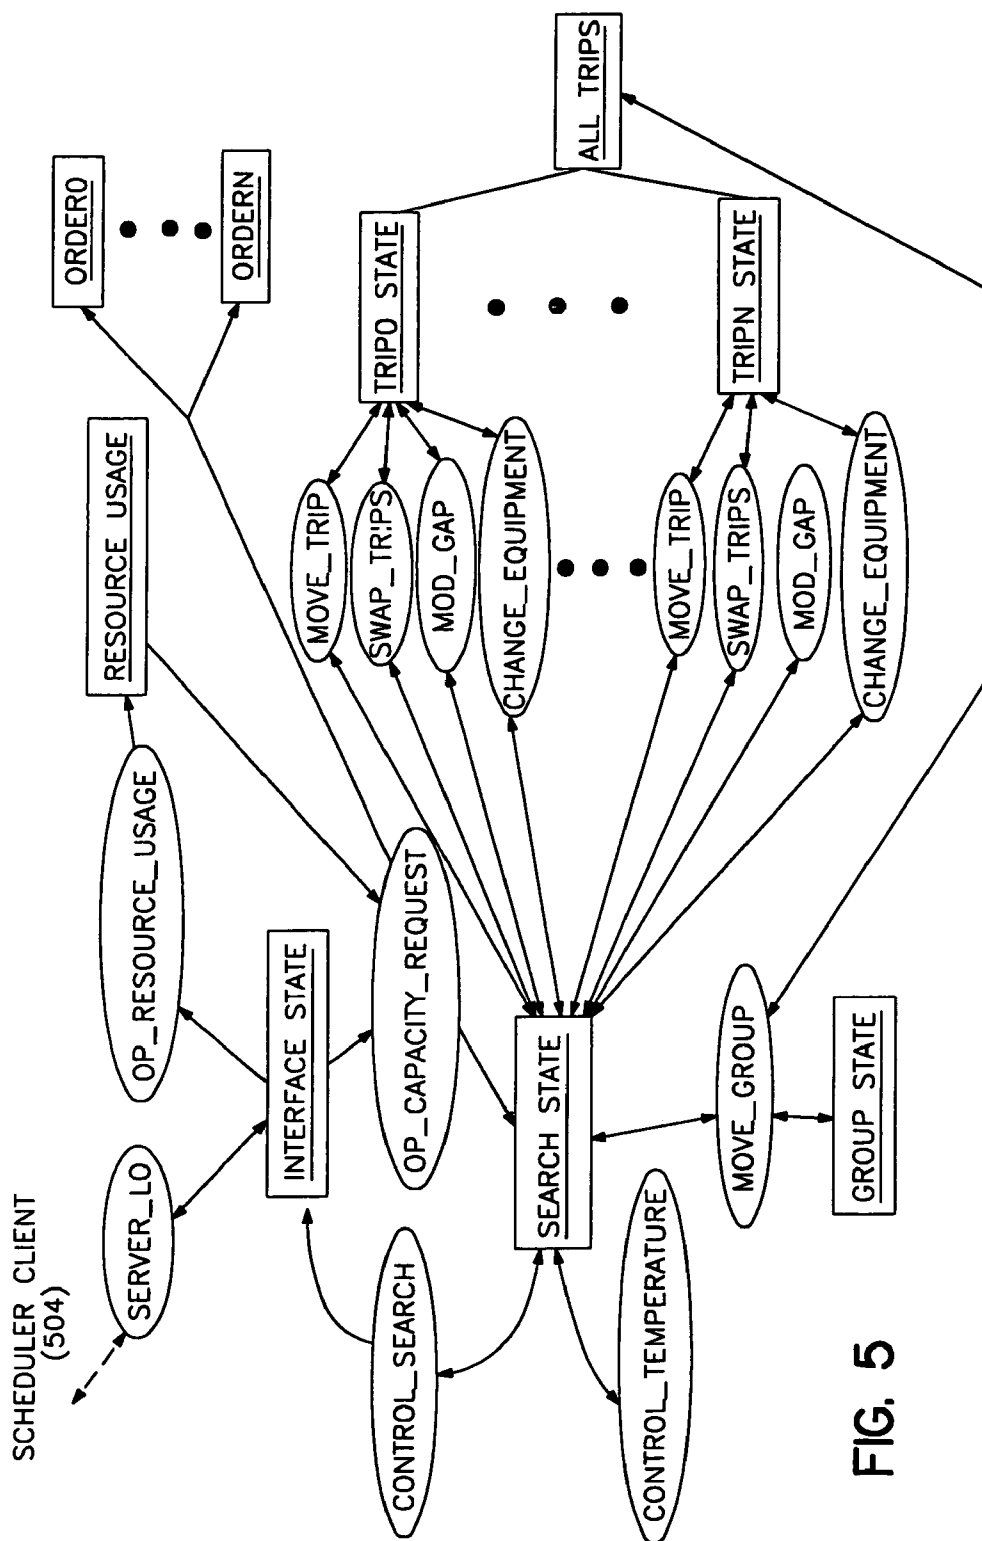 SCHEDULER CLIENT
(504)
SERVER_LO
OP_RESOURCE_USAGE
RESOURCE USAGE
ORDER0
ORDERN
INTERFACE STATE
CONTROL_SEARCH
OP_CAPACITY_REQUEST
MOVE_TRIP
SWAP_TRIPS
MOD_GAP
CHANGE_EQUIPMENT
TRIPO STATE
ALL TRIPS
SEARCH STATE
CONTROL_TEMPERATURE
MOVE_TRIP
SWAP_TRIPS
MOD_GAP
CHANGE_EQUIPMENT
TRIPN STATE
MOVE_GROUP
GROUP STATE
FIG. 5